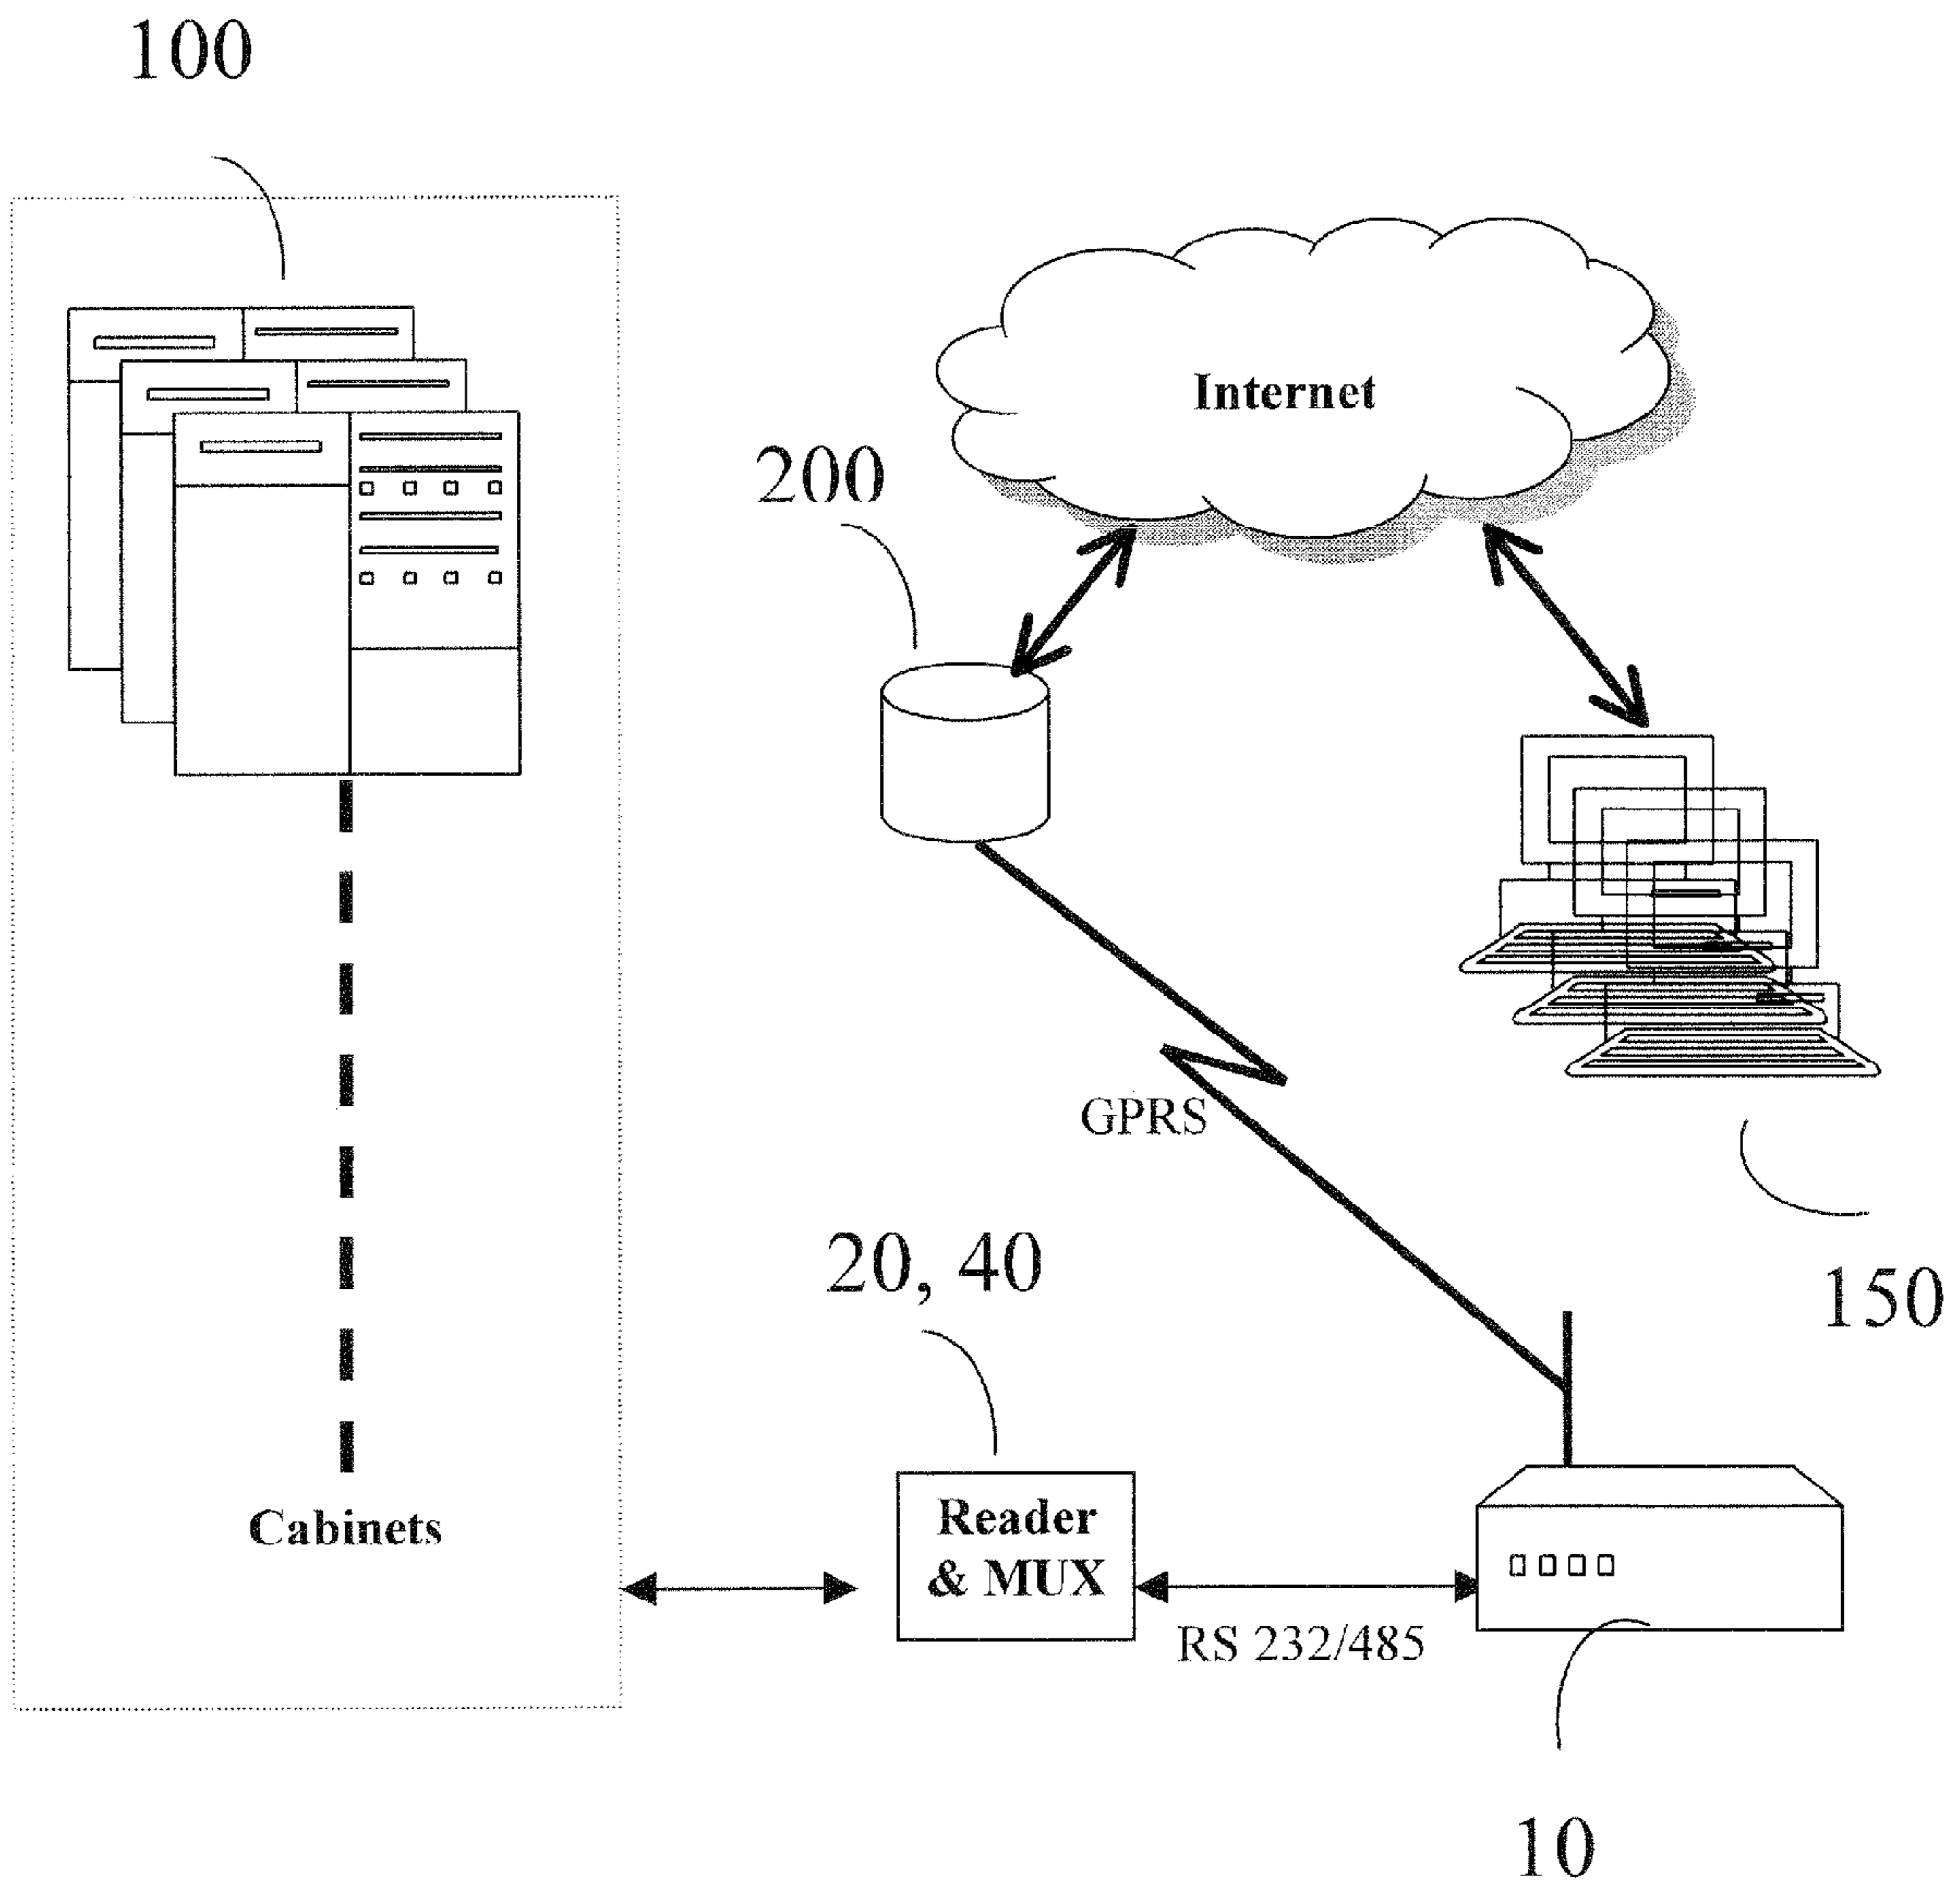 100
Internet
200
GPRS
20, 40
150
Cabinets
Reader
& MUX
RS 232/485
10